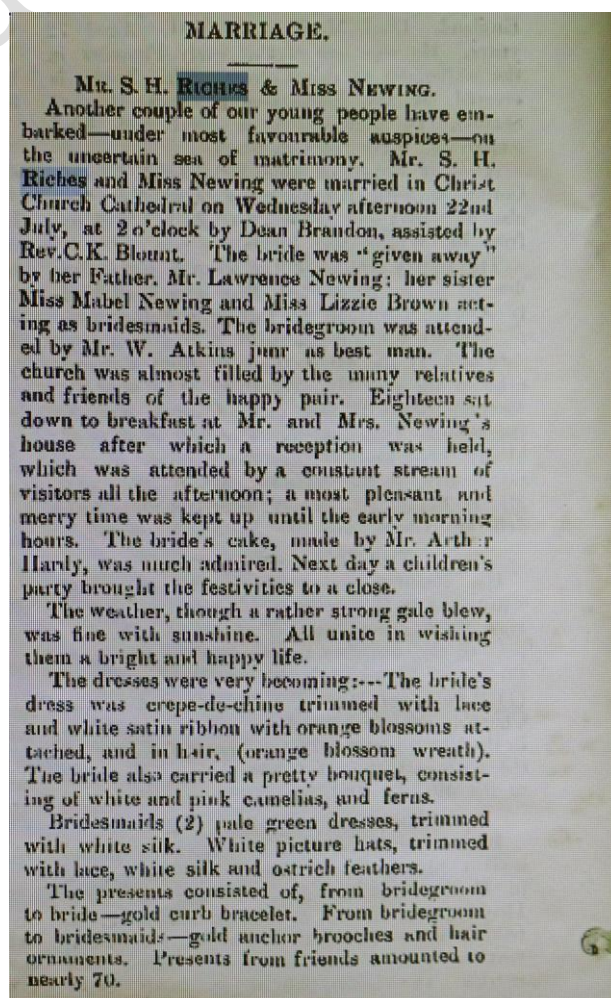 MARRIAGE.
MR. S. H. RICHES & MISS NEWING.
Another couple of our young people have em-
barked—under most favourable auspices—on
the uncertain sea of matrimony. Mr. S. H.
Riches and Miss Newing were married in Christ
Church Cathedral on Wednesday afternoon 22nd
July, at 2 o'clock by Dean Brandon, assisted by
Rev.C.K. Blount. The bride was "given away"
by her Father. Mr. Lawrence Newing: her sister
Miss Mabel Newing and Miss Lizzie Brown act-
ing as bridesmaids. The bridegroom was attend-
ed by Mr. W. Atkins junr as best man. The
church was almost filled by the many relatives
and friends of the happy pair. Eighteen sat
down to breakfast at Mr. and Mrs. Newing's
house after which a reception was held,
which was attended by a constant stream of
visitors all the afternoon; a most pleasant and
merry time was kept up until the early morning
hours. The bride's cake, made by Mr. Arth r
Hardy, was much admired. Next day a children's
party brought the festivities to a close.
The weather, though a rather strong gale blew,
was fine with sunshine. All unite in wishing
them a bright and happy life.
The dresses were very becoming:---The bride's
dress was crepe-de-chine trimmed with lace
and white satin ribbon with orange blossoms at-
tached, and in hair, (orange blossom wreath).
The bride also carried a pretty bouquet, consist-
ing of white and pink camelias, and ferns.
Bridesmaids (2) pale green dresses, trimmed
with white silk. White picture hats, trimmed
with lace, white silk and ostrich feathers.
The presents consisted of, from bridegroom
to bride—gold curb bracelet. From bridegroom
to bridesmaids—gold anchor brooches and hair
ornaments. Presents from friends amounted to
nearly 70.